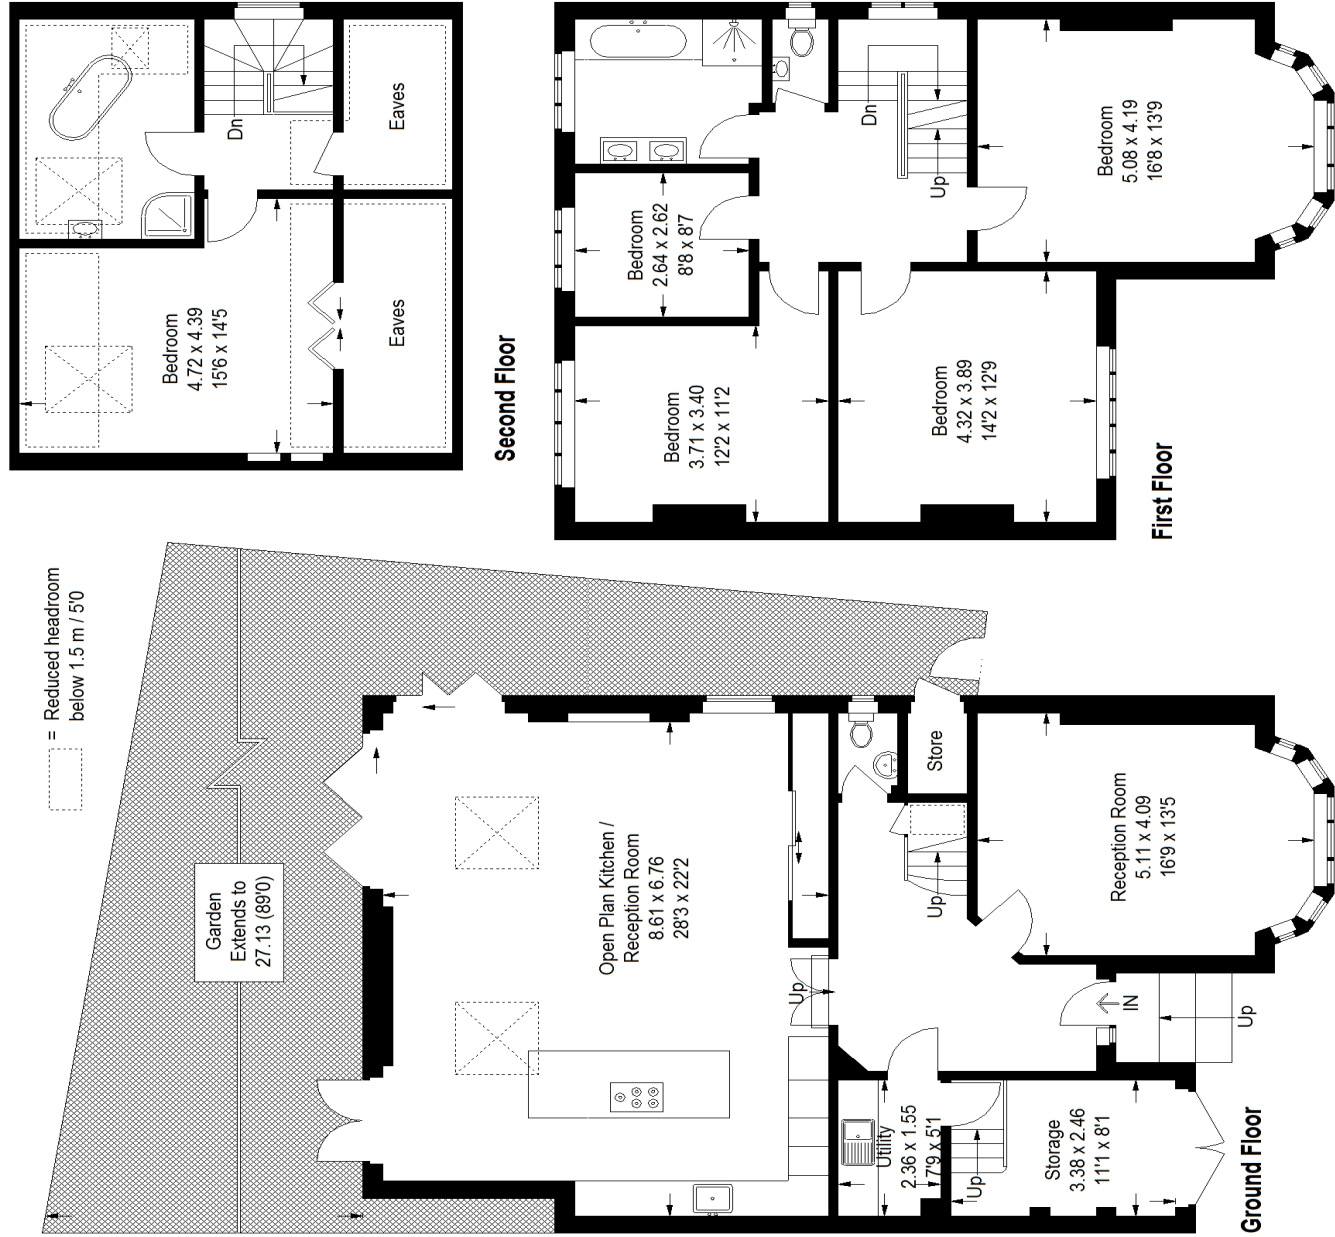 Dn
Eaves
Eaves
Bedroom
4.72 x 4.39
15'6 x 14'5
Second Floor
Dn
Up
Bedroom
5.08 x 4.19
16'8 x 13'9
Bedroom
2.64 x 2.62
8'8 x 8'7
Bedroom
3.71 x 3.40
12'2 x 11'2
Bedroom
4.32 x 3.89
14'2 x 12'9
First Floor
= Reduced headroom
below 1.5 m / 5'0
Garden
Extends to
27.13 (89'0)
Open Plan Kitchen /
Reception Room
8.61 x 6.76
28'3 x 22'2
Store
Up
Reception Room
5.11 x 4.09
16'9 x 13'5
Up
IN
Up
Utility
2.36 x 1.55
7'9 x 5'1
Up
Storage
3.38 x 2.46
11'1 x 8'1
Ground Floor